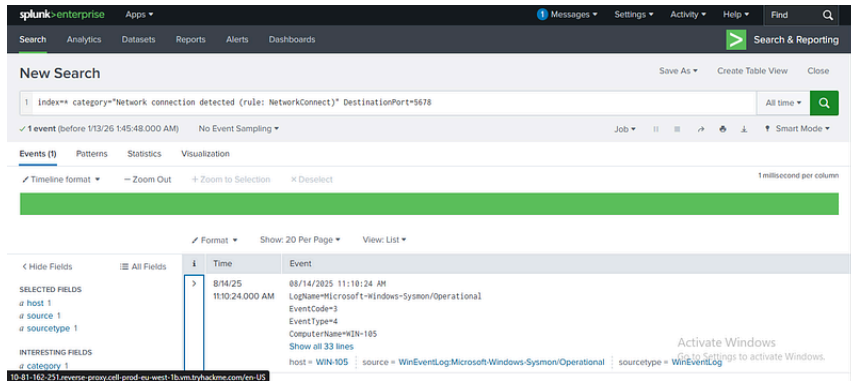 splunk>enterprise Apps ▾ 1 Messages ▾ Settings ▾ Activity ▾ Help ▾ Find
Search Analytics Datasets Reports Alerts Dashboards > Search & Reporting
New Search Save As ▾ Create Table View Close
1 index=* category="Network connection detected (rule: NetworkConnect)" DestinationPort=5678 All time ▾
✓ 1 event (before 1/13/26 1:45:48.000 AM) No Event Sampling ▾ Job ▾ Smart Mode ▾
Events (1) Patterns Statistics Visualization
Timeline format ▾ — Zoom Out + Zoom to Selection × Deselect 1 millisecond per column
Format ▾ Show: 20 Per Page ▾ View: List ▾
< Hide Fields All Fields i Time Event
SELECTED FIELDS
a host 1
a source 1
a sourcetype 1
INTERESTING FIELDS
a category 1
> 8/14/25
11:10:24.000 AM
08/14/2025 11:10:24 AM
LogName=Microsoft-Windows-Sysmon/Operational
EventCode=3
EventType=4
ComputerName=WIN-105
Show all 33 lines
host = WIN-105 source = WinEventLog:Microsoft-Windows-Sysmon/Operational sourcetype = WinEventLog
Activate Windows
Go to Settings to activate Windows.
10-81-162-251.reverse-proxy.cell-prod-eu-west-1b.vm.tryhackme.com/en-US